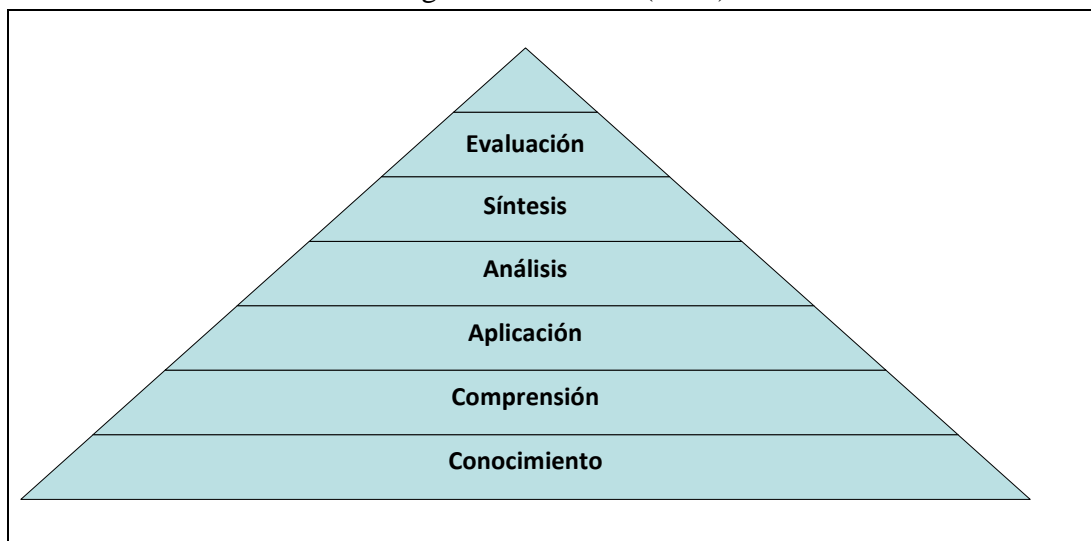 Evaluación
Síntesis
Análisis
Aplicación
Comprensión
Conocimiento